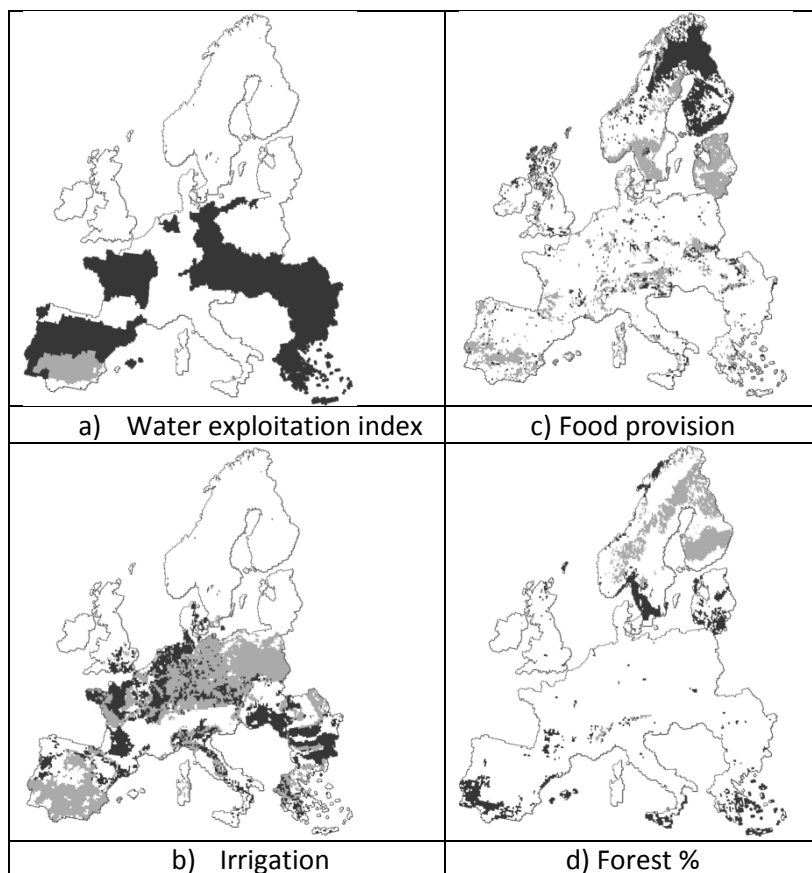 a) Water exploitation index
c) Food provision
b) Irrigation
d) Forest %